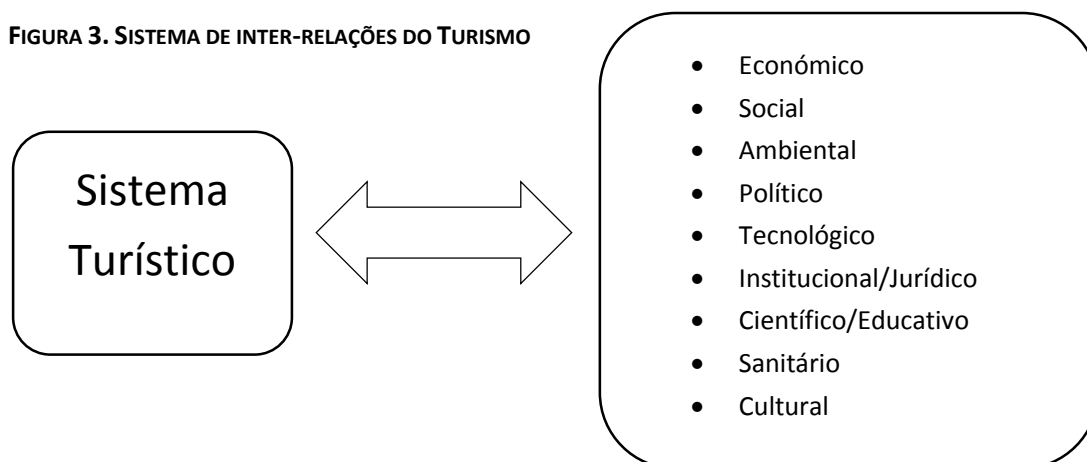 FIGURA 3. SISTEMA DE INTER-RELAÇÕES DO TURISMO
Sistema
Turístico
• Económico
• Social
• Ambiental
• Político
• Tecnológico
• Institucional/Jurídico
• Científico/Educativo
• Sanitário
• Cultural